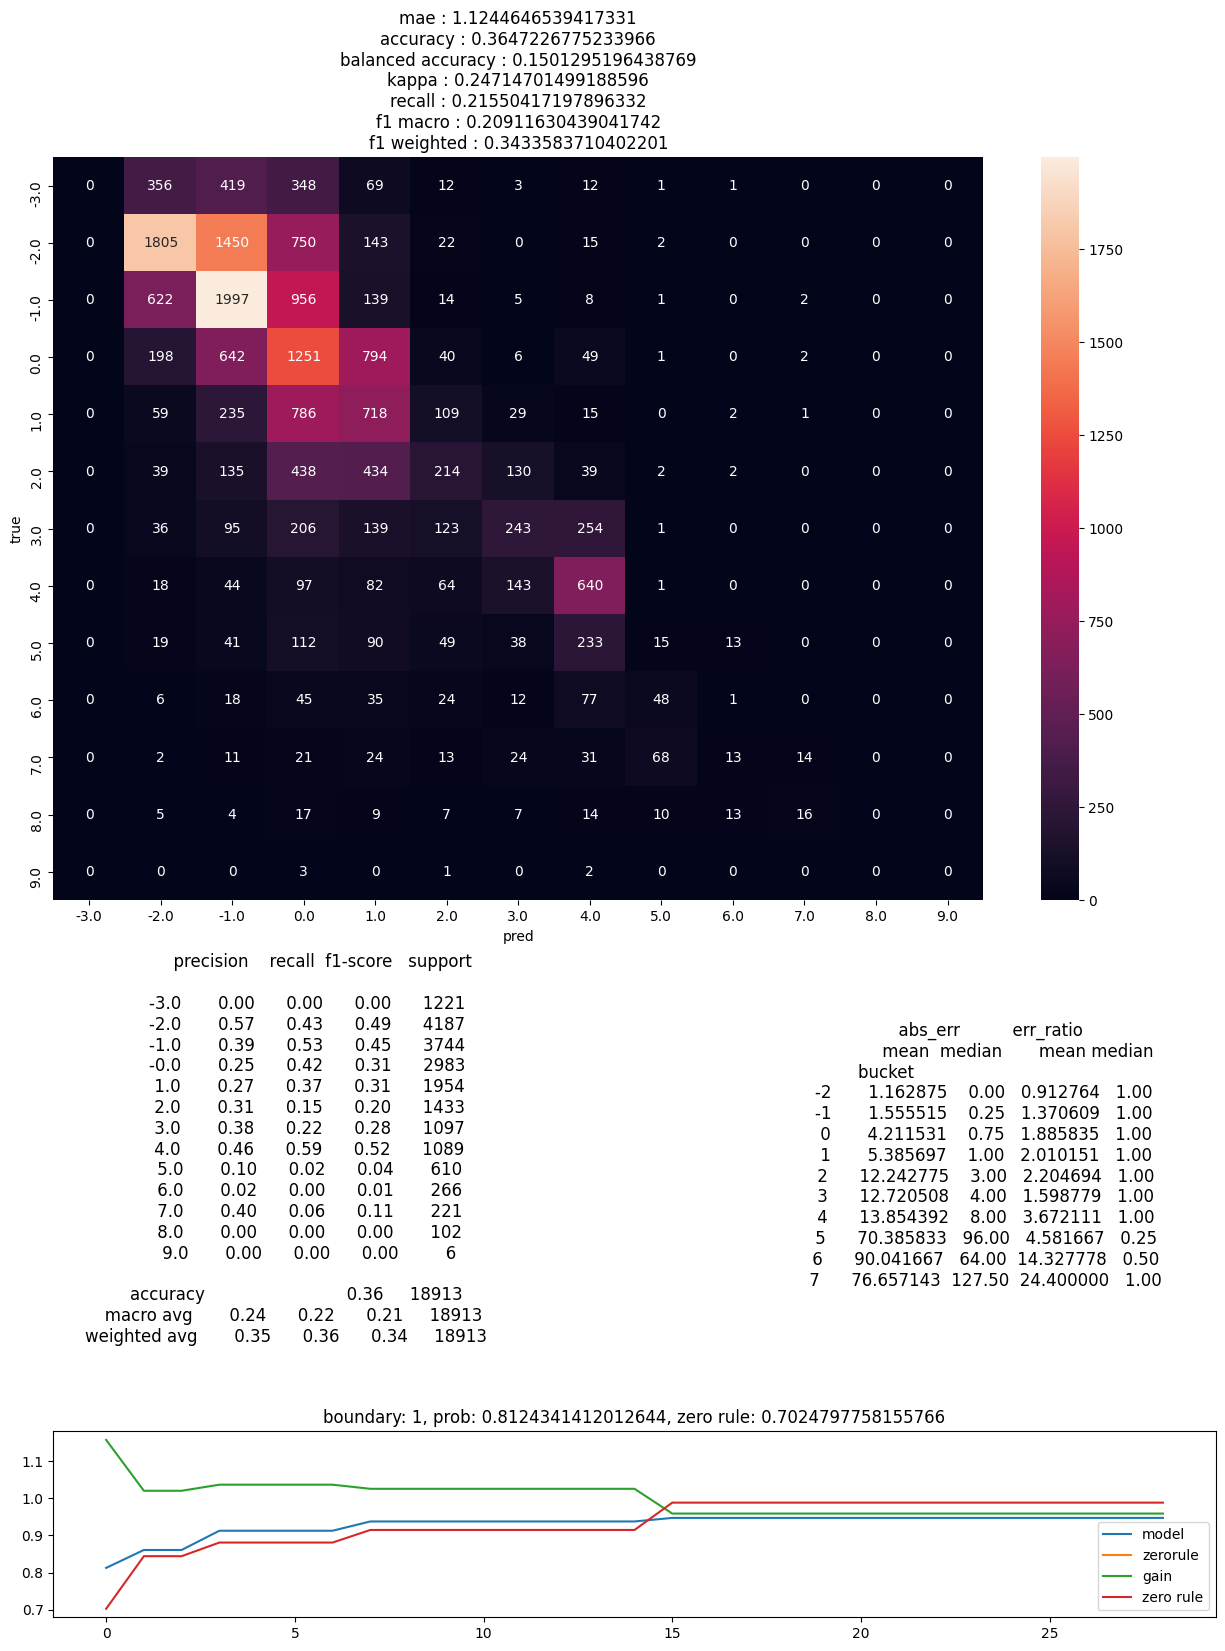 mae : 1.1244646539417331
accuracy : 0.3647226775233966
balanced accuracy : 0.1501295196438769
kappa : 0.24714701499188596
recall : 0.21550417197896332
f1 macro : 0.20911630439041742
f1 weighted : 0.3433583710402201
-3.0 0 356 419 348 69 12 3 12 1 1 0 0 0
-2.0 0 1805 1450 750 143 22 0 15 2 0 0 0 0
-1.0 0 622 1997 956 139 14 5 8 1 0 2 0 0
0.0 0 198 642 1251 794 40 6 49 1 0 2 0 0
1.0 0 59 235 786 718 109 29 15 0 2 1 0 0
2.0 0 39 135 438 434 214 130 39 2 2 0 0 0
3.0 0 36 95 206 139 123 243 254 1 0 0 0 0
4.0 0 18 44 97 82 64 143 640 1 0 0 0 0
5.0 0 19 41 112 90 49 38 233 15 13 0 0 0
6.0 0 6 18 45 35 24 12 77 48 1 0 0 0
7.0 0 2 11 21 24 13 24 31 68 13 14 0 0
8.0 0 5 4 17 9 7 7 14 10 13 16 0 0
9.0 0 0 0 3 0 1 0 2 0 0 0 0 0
-3.0 -2.0 -1.0 0.0 1.0 2.0 3.0 4.0 5.0 6.0 7.0 8.0 9.0
true
pred
1750
1500
1250
1000
750
500
250
0
precision recall f1-score support
-3.0 0.00 0.00 0.00 1221
-2.0 0.57 0.43 0.49 4187
-1.0 0.39 0.53 0.45 3744
-0.0 0.25 0.42 0.31 2983
1.0 0.27 0.37 0.31 1954
2.0 0.31 0.15 0.20 1433
3.0 0.38 0.22 0.28 1097
4.0 0.46 0.59 0.52 1089
5.0 0.10 0.02 0.04 610
6.0 0.02 0.00 0.01 266
7.0 0.40 0.06 0.11 221
8.0 0.00 0.00 0.00 102
9.0 0.00 0.00 0.00 6
accuracy 0.36 18913
macro avg 0.24 0.22 0.21 18913
weighted avg 0.35 0.36 0.34 18913
abs_err err_ratio
mean median mean median
bucket
-2 1.162875 0.00 0.912764 1.00
-1 1.555515 0.25 1.370609 1.00
0 4.211531 0.75 1.885835 1.00
1 5.385697 1.00 2.010151 1.00
2 12.242775 3.00 2.204694 1.00
3 12.720508 4.00 1.598779 1.00
4 13.854392 8.00 3.672111 1.00
5 70.385833 96.00 4.581667 0.25
6 90.041667 64.00 14.327778 0.50
7 76.657143 127.50 24.400000 1.00
boundary: 1, prob: 0.8124341412012644, zero rule: 0.7024797758155766
1.1
1.0
0.9
0.8
0.7
0 5 10 15 20 25
model
zerorule
gain
zero rule